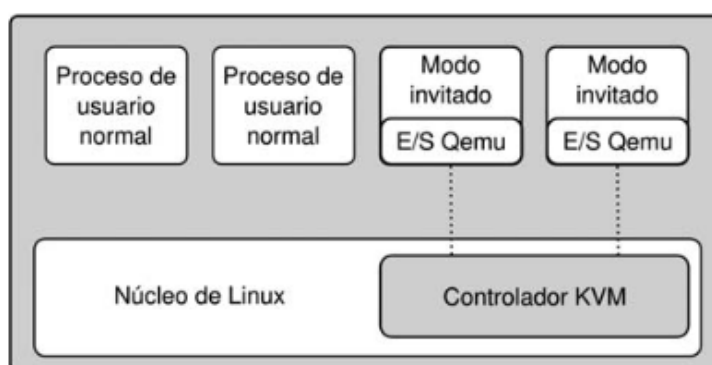 Proceso de
usuario
normal
Proceso de
usuario
normal
Modo
invitado
E/S Qemu
Modo
invitado
E/S Qemu
Núcleo de Linux
Controlador KVM